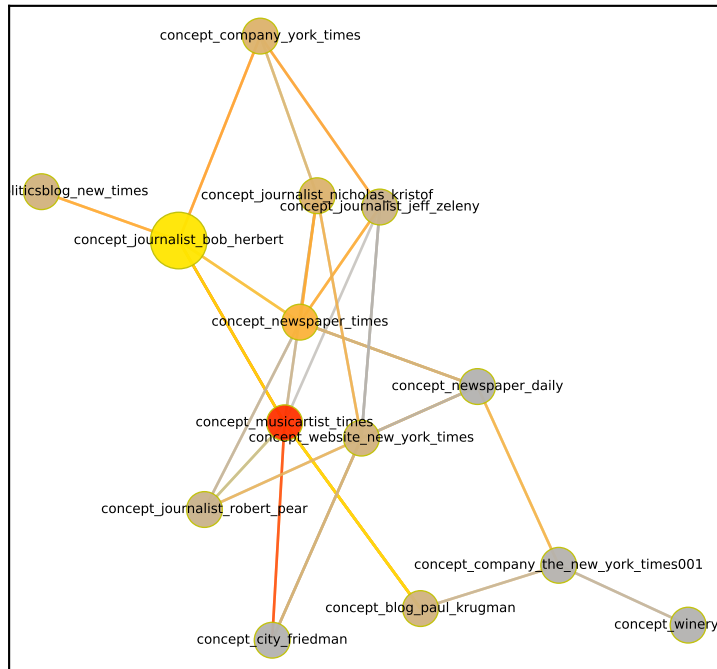 concept_company_york_times
liticsblog_new_times
concept_journalist_nicholas_kristof
concept_journalist_jeff_zeleny
concept_journalist_bob_herbert
concept_newspaper_times
concept_newspaper_daily
concept_musicartist_times
concept_website_new_york_times
concept_journalist_robert_pear
concept_company_the_new_york_times001
concept_blog_paul_krugman
concept_winery
concept_city_friedman